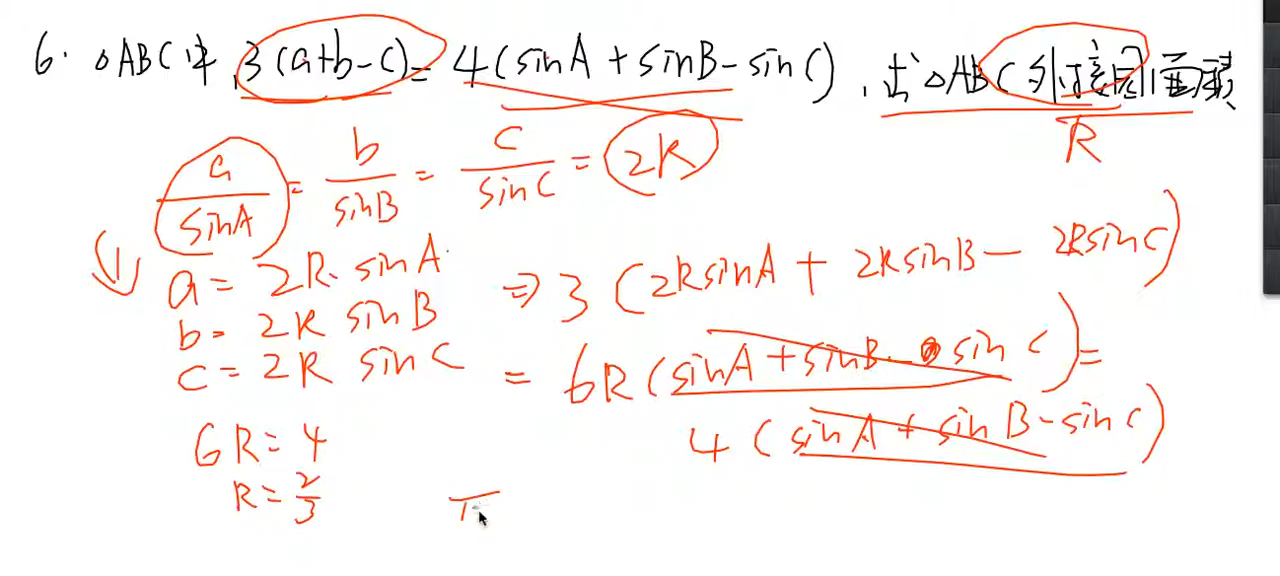 6. △ABC中,3(a+b-c)=4(sinA+sinB-sinC),求△ABC外接圆面积
R
a/sinA = b/sinB = c/sinC = 2R
a = 2R·sinA
b = 2R sinB
c = 2R sinC
⇒ 3(2RsinA + 2RsinB - 2RsinC)
= 6R(sinA+sinB-sinC) =
4(sinA+sinB-sinC)
6R=4
R=2/3